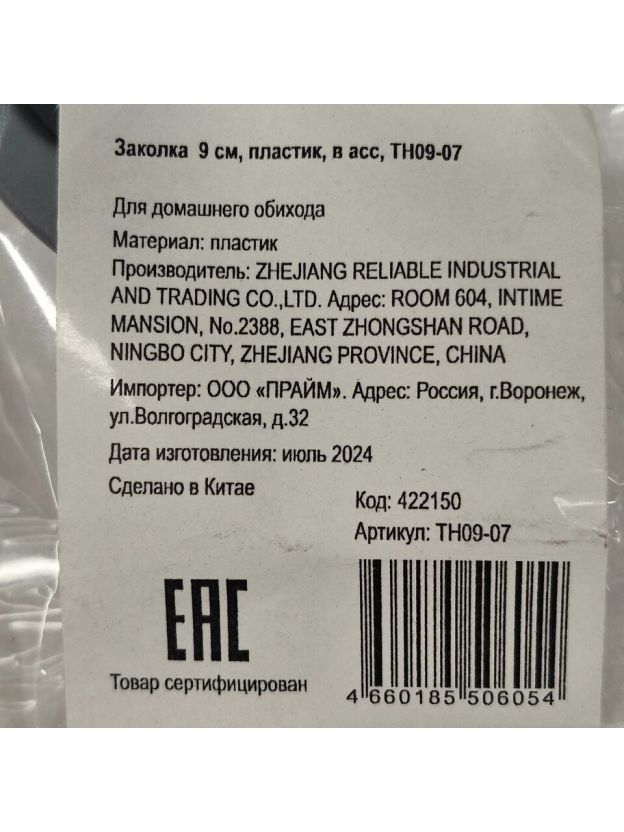 Заколка 9 см, пластик, в асс, TH09-07
Для домашнего обихода
Материал: пластик
Производитель: ZHEJIANG RELIABLE INDUSTRIAL
AND TRADING CO.,LTD. Адрес: ROOM 604, INTIME
MANSION, No.2388, EAST ZHONGSHAN ROAD,
NINGBO CITY, ZHEJIANG PROVINCE, CHINA
Импортер: ООО «ПРАЙМ». Адрес: Россия, г.Воронеж,
ул.Волгоградская, д.32
Дата изготовления: июль 2024
Сделано в Китае
Код: 422150
Артикул: TH09-07
EAC
Товар сертифицирован
4 660185 506054